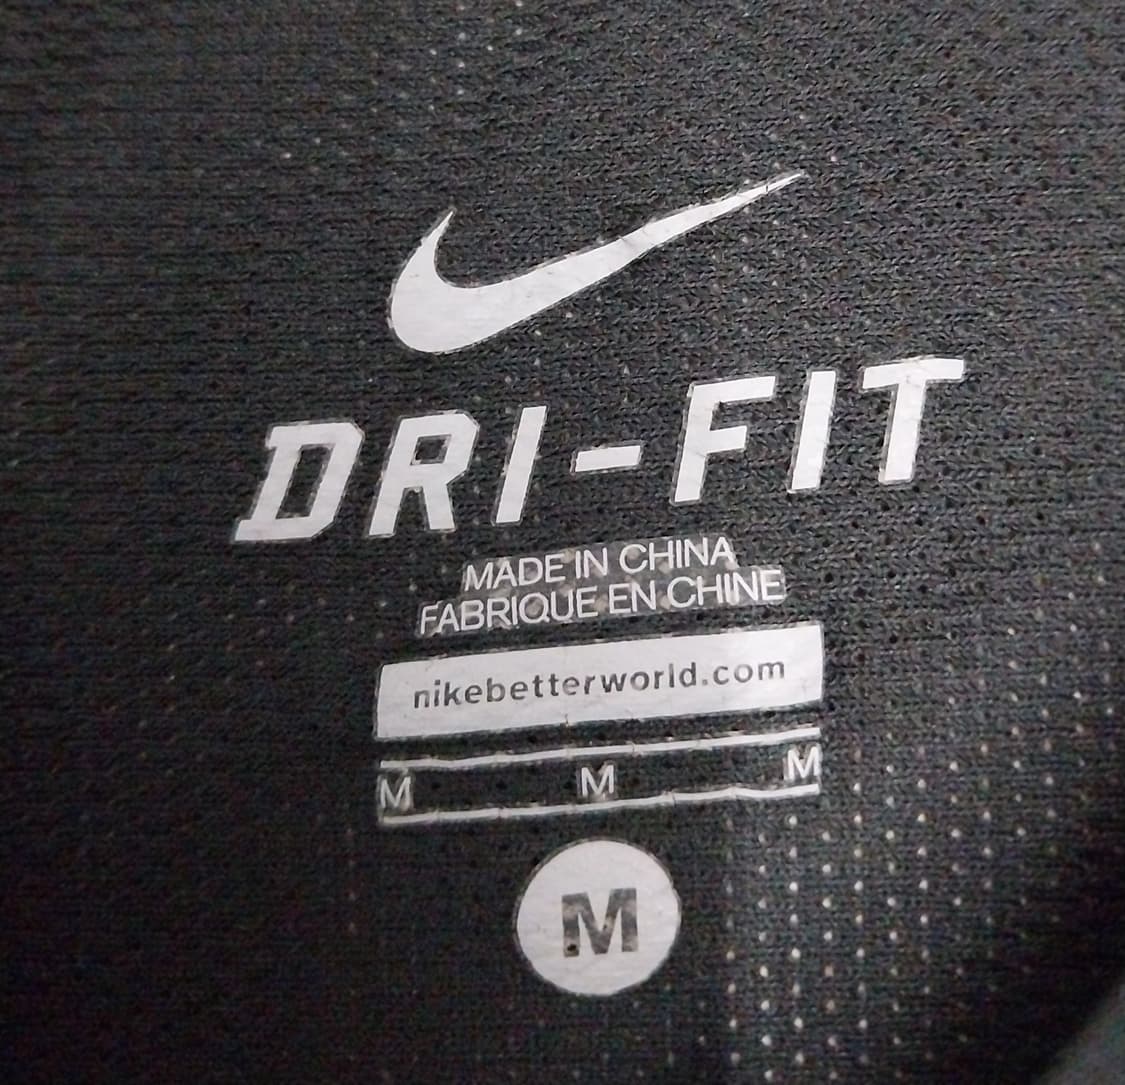 DRI-FIT
MADE IN CHINA
FABRIQUE EN CHINE
nikebetterworld.com
M M M
M